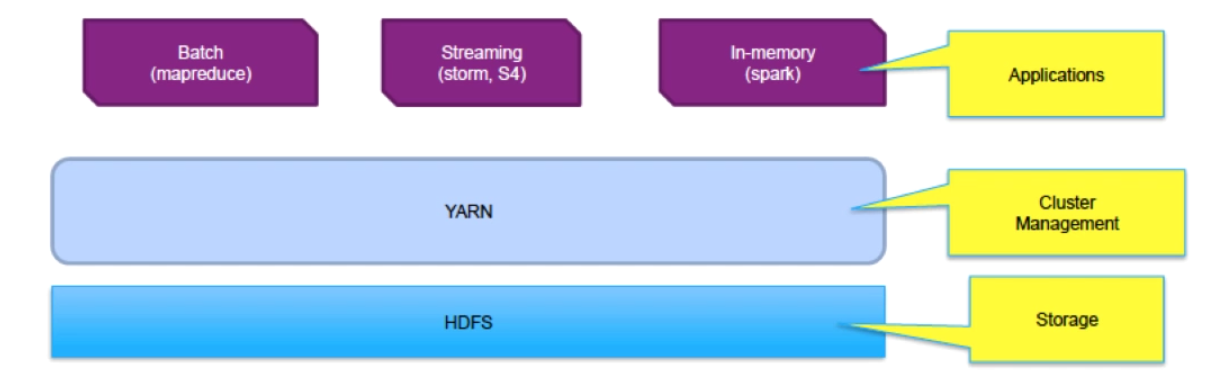 Batch
(mapreduce)
Streaming
(storm, S4)
In-memory
(spark)
Applications
YARN
Cluster
Management
HDFS
Storage